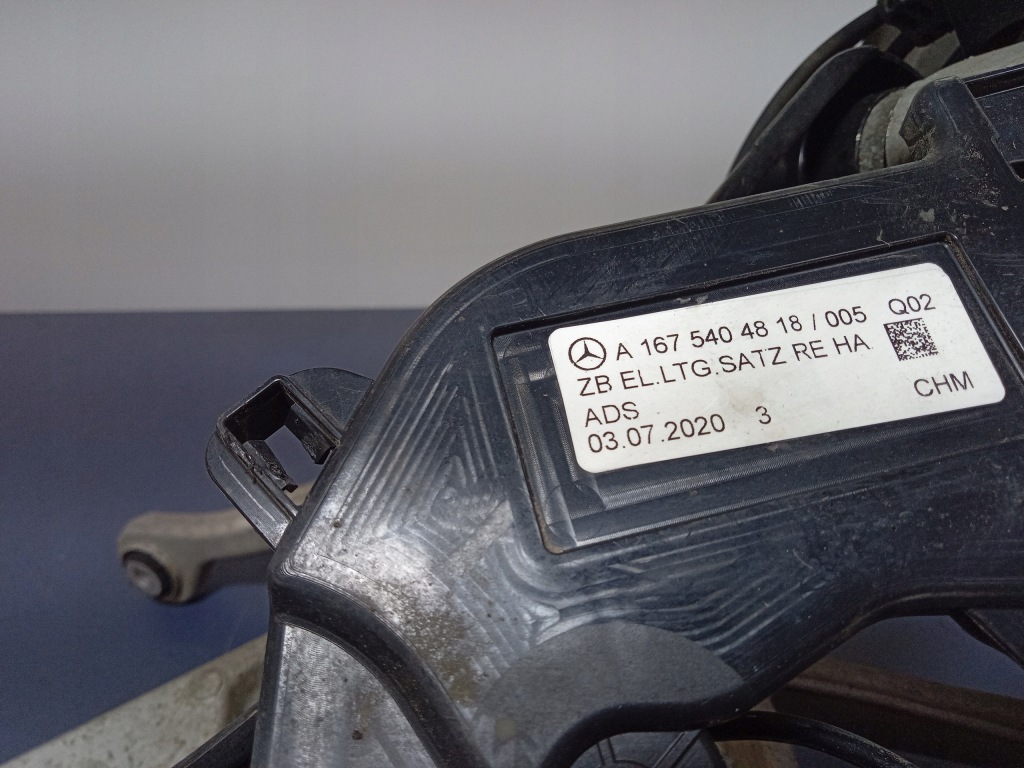 A 167 540 48 18 / 005 Q02
ZB EL.LTG.SATZ RE HA
ADS
03.07.2020 3 CHM